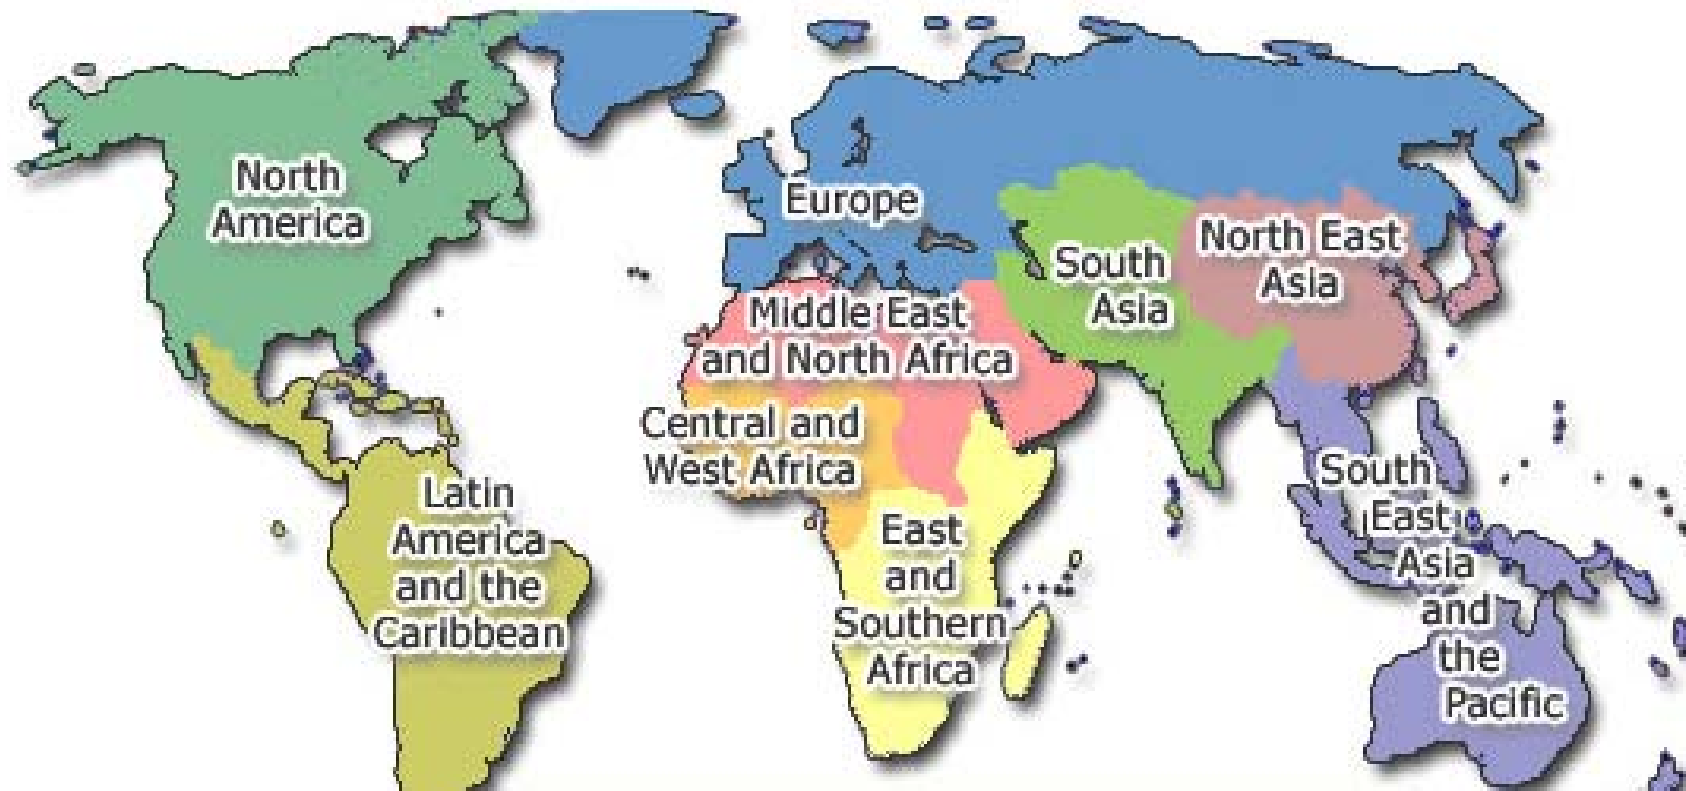 North
America
Europe
South
Asia
North East
Asia
Middle East
and North Africa
Central and
West Africa
Latin
America
and the
Caribbean
East
and
Southern
Africa
South
East
Asia
and
the
Pacific